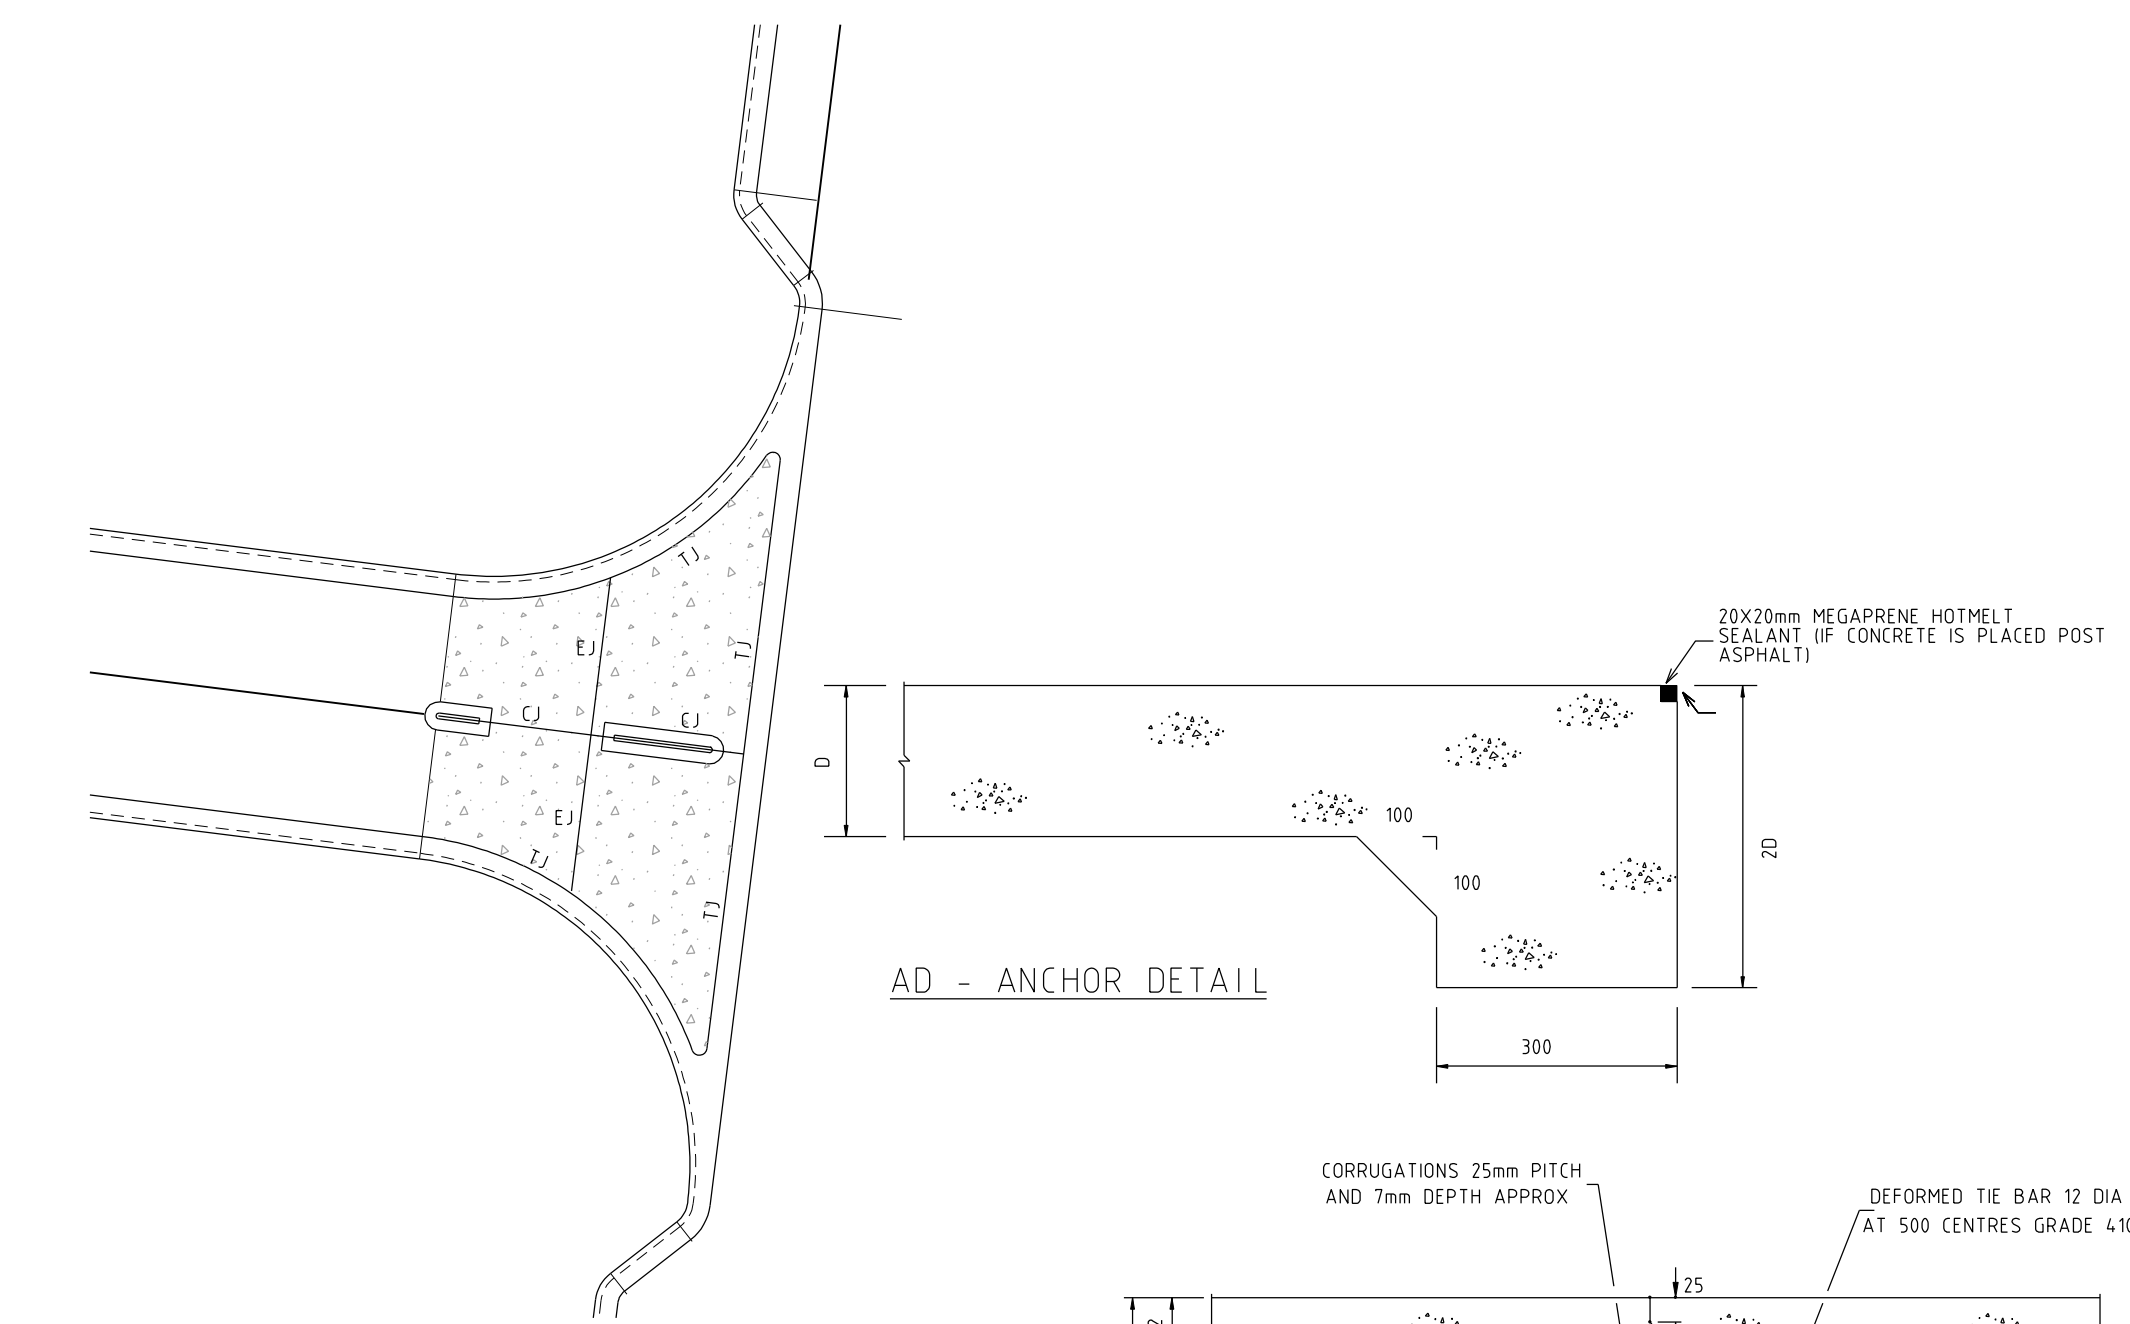 TJ
EJ
TJ
CJ
CJ
EJ
TJ
TJ
20X20mm MEGAPRENE HOTMELT
SEALANT (IF CONCRETE IS PLACED POST
ASPHALT)
D
100
2D
100
AD - ANCHOR DETAIL
300
CORRUGATIONS 25mm PITCH
AND 7mm DEPTH APPROX
DEFORMED TIE BAR 12 DIA
AT 500 CENTRES GRADE
25